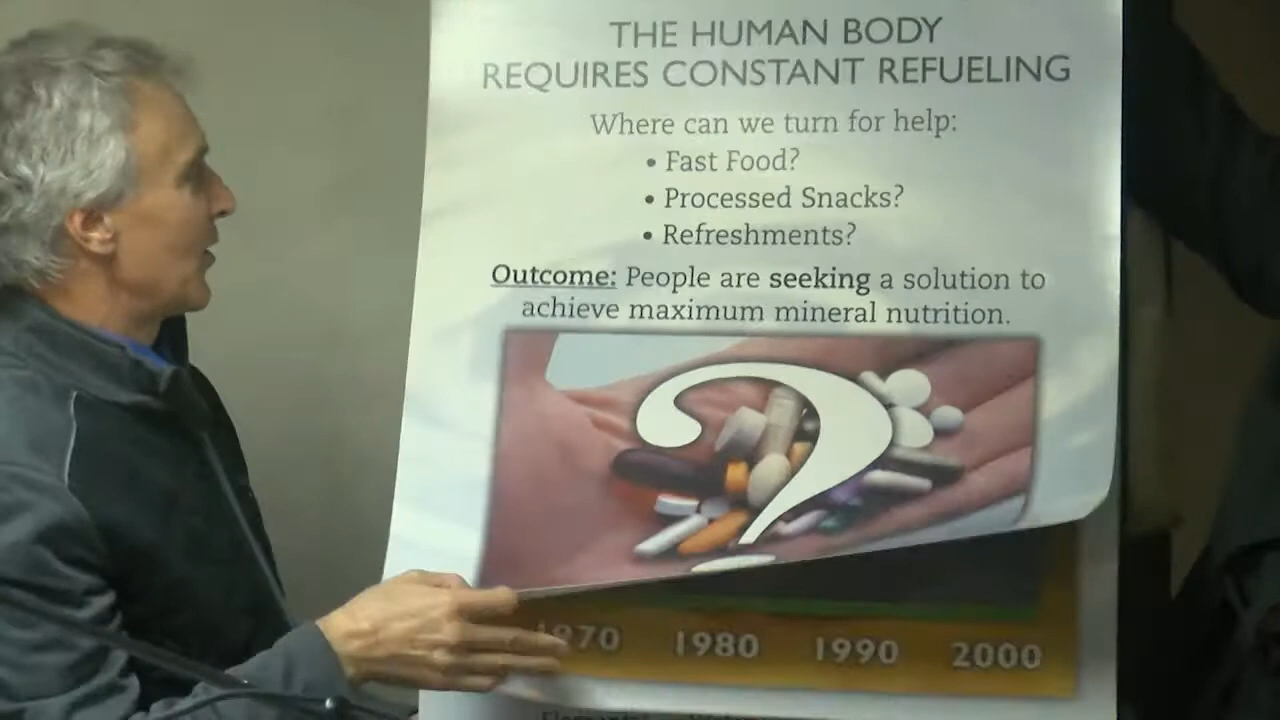 THE HUMAN BODY
REQUIRES CONSTANT REFUELING
Where can we turn for help:
• Fast Food?
• Processed Snacks?
• Refreshments?
Outcome: People are seeking a solution to
achieve maximum mineral nutrition.
?
1970 1980 1990 2000